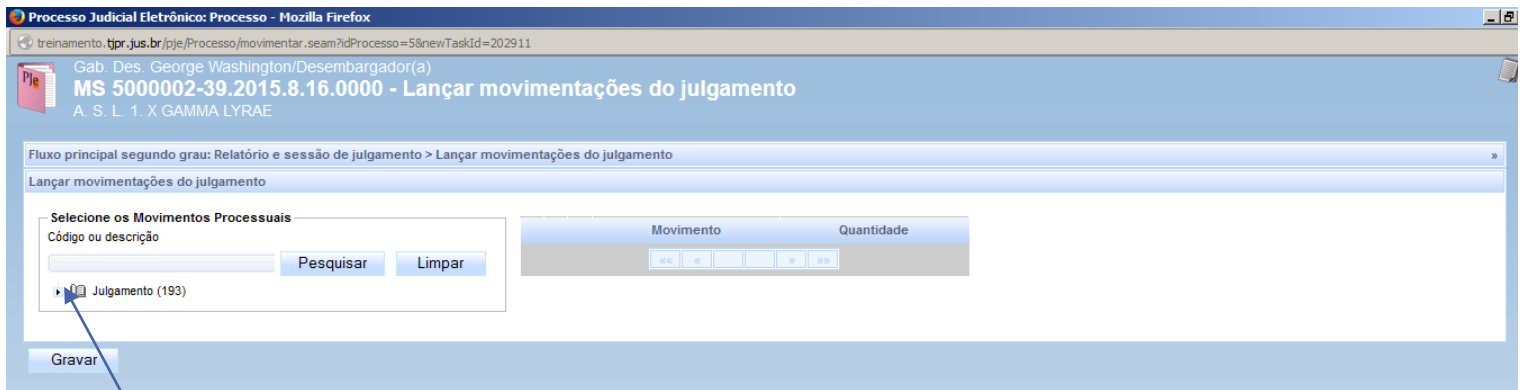 Processo Judicial Eletrônico: Processo - Mozilla Firefox
treinamento.tjpr.jus.br/pje/Processo/movimentar.seam?idProcesso=5&newTaskId=202911
PJe
Gab. Des. George Washington/Desembargador(a)
MS 5000002-39.2015.8.16.0000 - Lançar movimentações do julgamento
A. S. L. 1. X GAMMA LYRAE
Fluxo principal segundo grau: Relatório e sessão de julgamento > Lançar movimentações do julgamento »
Lançar movimentações do julgamento
Selecione os Movimentos Processuais
Código ou descrição
Pesquisar Limpar
Julgamento (193)
Movimento Quantidade
«« « » »»
Gravar